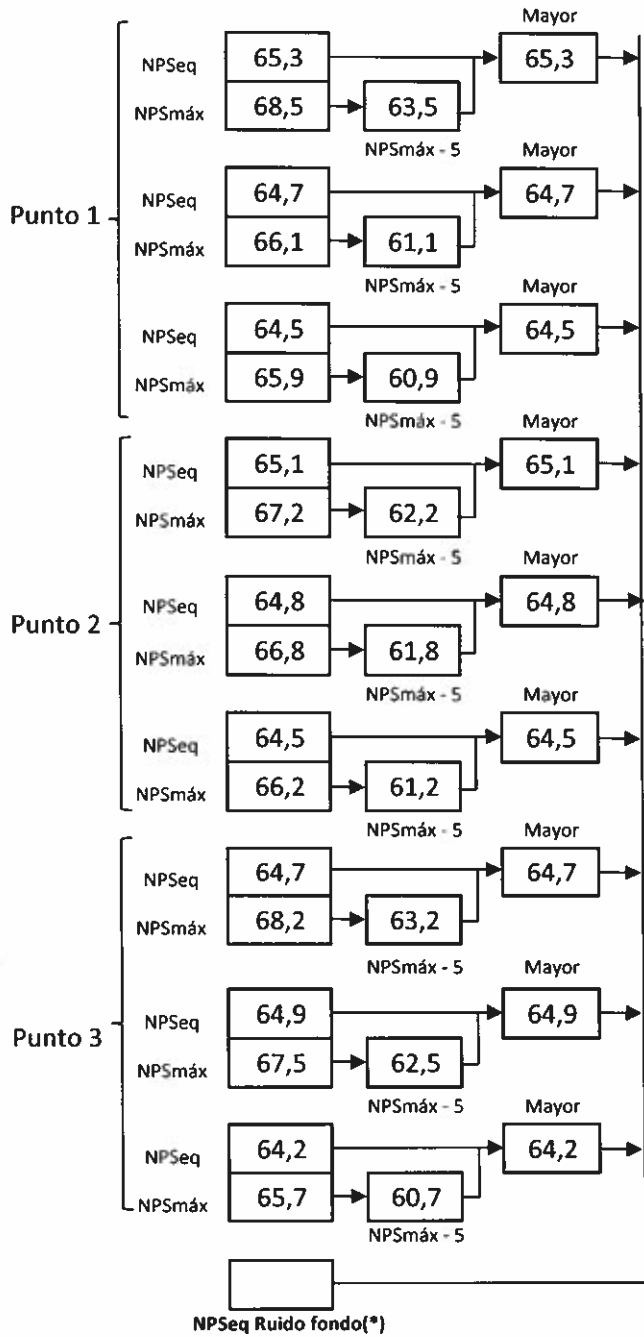 Mayor
NPSeq 65,3 65,3
NPSmáx 68,5 63,5
NPSmáx - 5
Mayor
Punto 1
NPSeq 64,7 64,7
NPSmáx 66,1 61,1
NPSmáx - 5
Mayor
NPSeq 64,5 64,5
NPSmáx 65,9 60,9
NPSmáx - 5
Mayor
NPSeq 65,1 65,1
NPSmáx 67,2 62,2
NPSmáx - 5
Mayor
Punto 2
NPSeq 64,8 64,8
NPSmáx 66,8 61,8
NPSmáx - 5
Mayor
NPSeq 64,5 64,5
NPSmáx 66,2 61,2
NPSmáx - 5
Mayor
NPSeq 64,7 64,7
NPSmáx 68,2 63,2
NPSmáx - 5
Mayor
Punto 3
NPSeq 64,9 64,9
NPSmáx 67,5 62,5
NPSmáx - 5
Mayor
NPSeq 64,2 64,2
NPSmáx 65,7 60,7
NPSmáx - 5
NPSeq Ruido fondo(*)